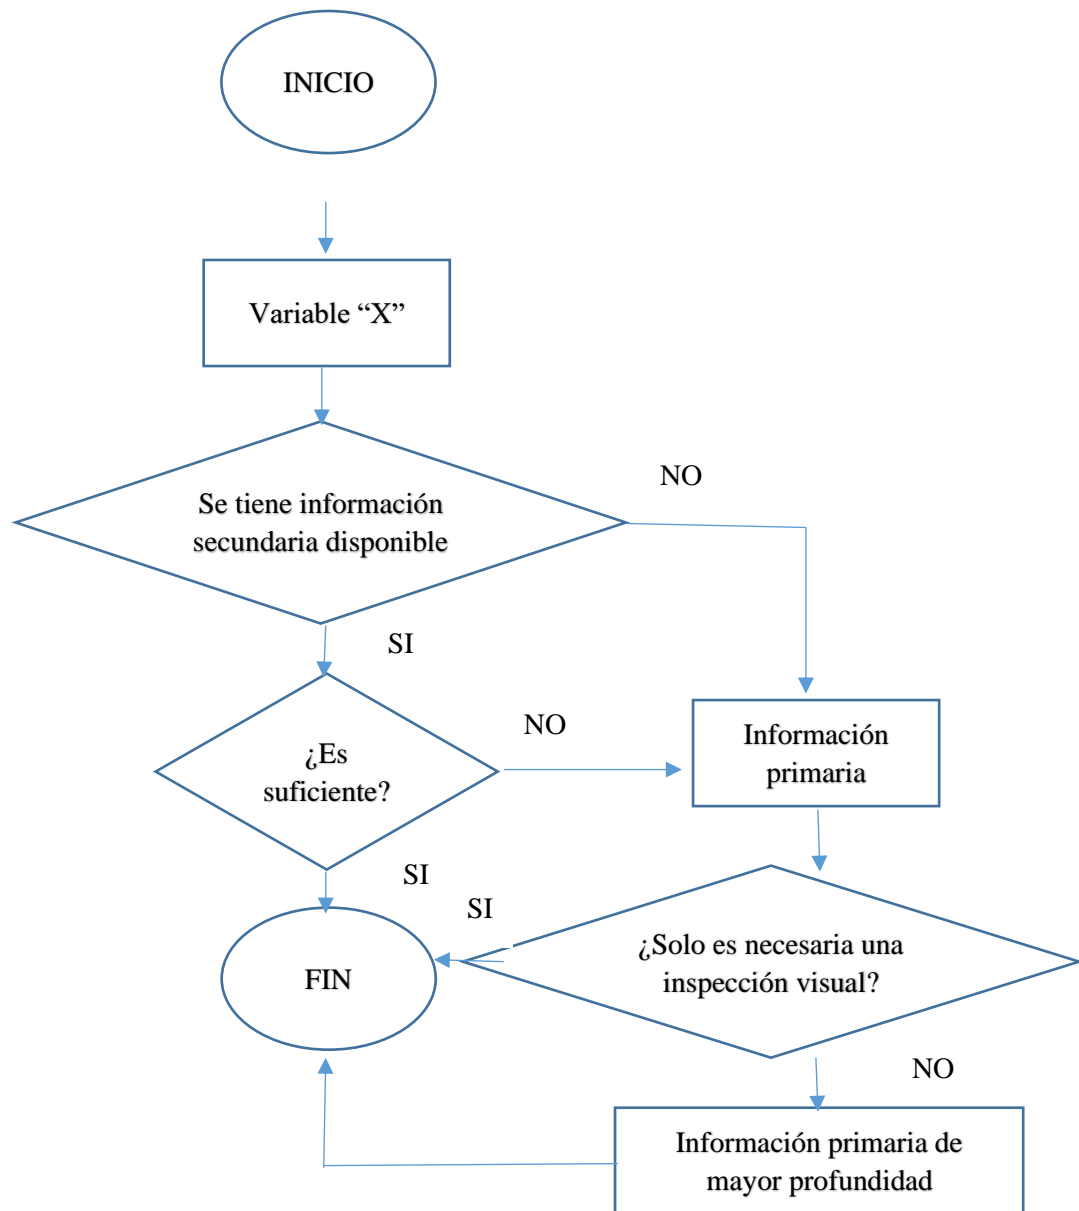 INICIO
Variable “X”
NO
Se tiene información
secundaria disponible
SI
NO
¿Es
suficiente?
Información
primaria
SI
SI
¿Solo es necesaria una
inspección visual?
FIN
NO
Información primaria de
mayor profundidad